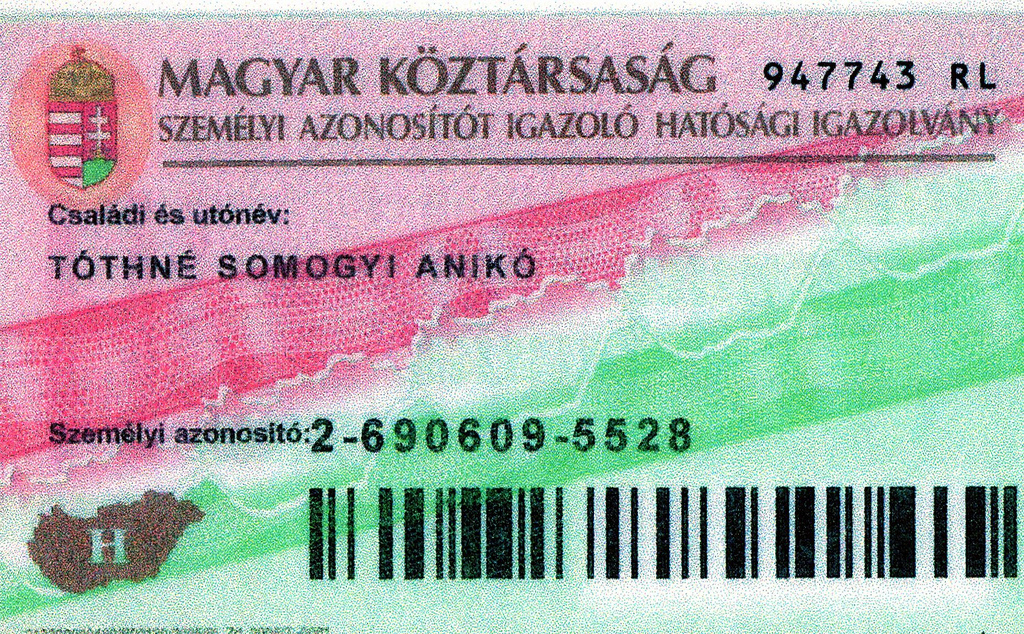 MAGYAR KÖZTÁRSASÁG 947743 RL
SZEMÉLYI AZONOSÍTÓT IGAZOLÓ HATÓSÁGI IGAZOLVÁNY
Családi és utónév:
TÓTHNÉ SOMOGYI ANIKÓ
Személyi azonosító:2-690609-5528
H